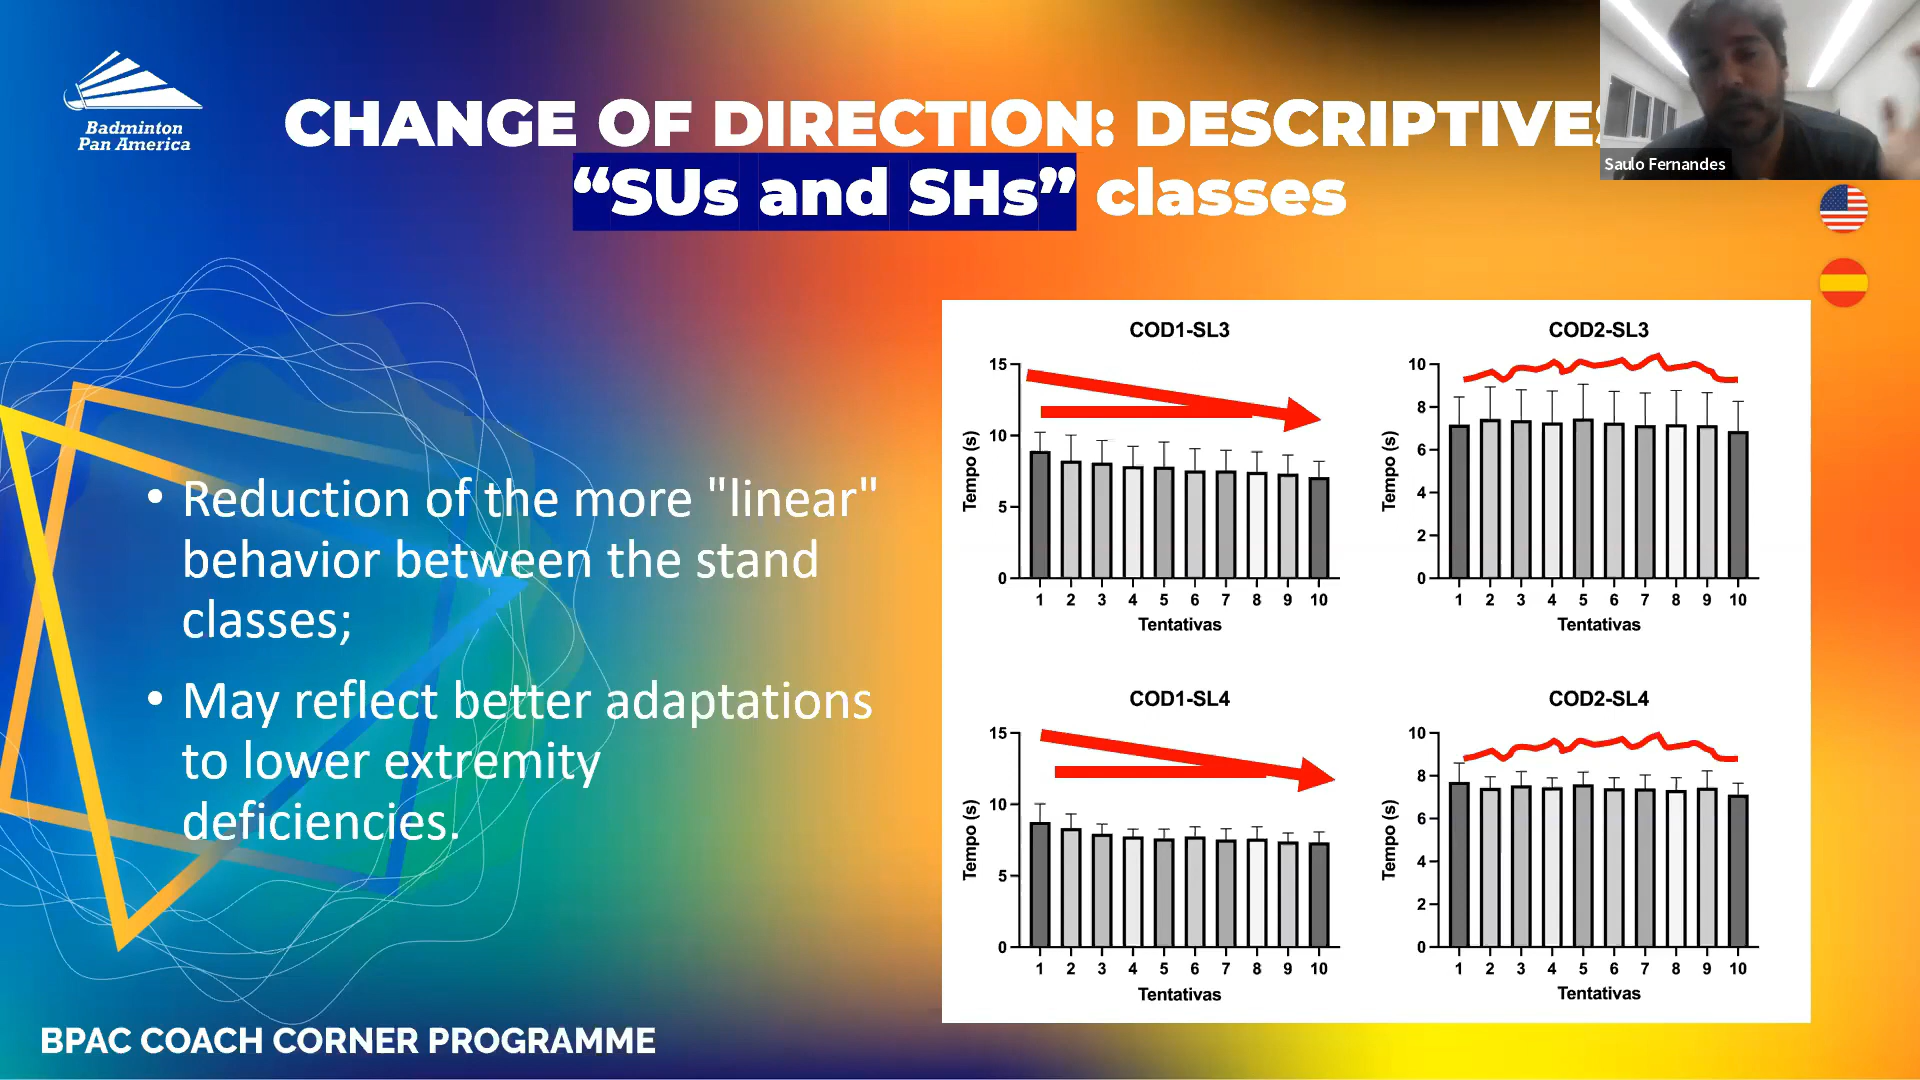 Badminton
Pan America
CHANGE OF DIRECTION: DESCRIPTIVES
“SUs and SHs” classes
Saulo Fernandes
• Reduction of the more "linear"
behavior between the stand
classes;
• May reflect better adaptations
to lower extremity
deficiencies.
COD1-SL3
15
10
5
0
Tempo (s)
1 2 3 4 5 6 7 8 9 10
Tentativas
COD2-SL3
10
8
6
4
2
0
Tempo (s)
1 2 3 4 5 6 7 8 9 10
Tentativas
COD1-SL4
15
10
5
0
Tempo (s)
1 2 3 4 5 6 7 8 9 10
Tentativas
COD2-SL4
10
8
6
4
2
0
Tempo (s)
1 2 3 4 5 6 7 8 9 10
Tentativas
BPAC COACH CORNER PROGRAMME